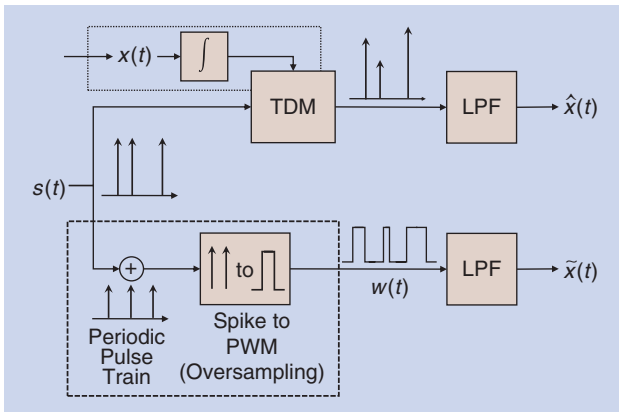 x(t)
∫
TDM
LPF
x̂(t)
s(t)
+
to
w(t)
LPF
x̃(t)
Periodic
Pulse
Train
Spike to
PWM
(Oversampling)